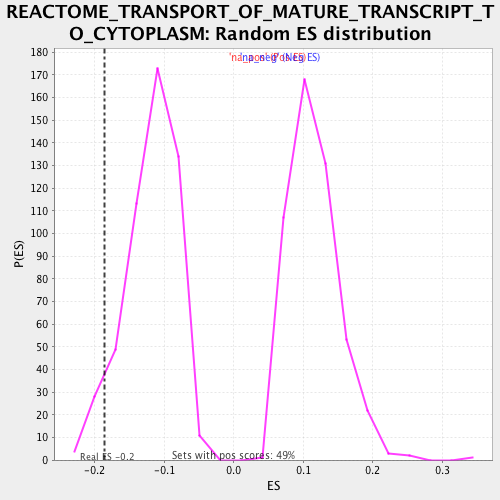 REACTOME_TRANSPORT_OF_MATURE_TRANSCRIPT_T
O_CYTOPLASM: Random ES distribution
180
170
160
150
140
130
120
110
100
90
80
70
60
50
40
30
20
10
0
P(ES)
Real ES -0.2
Sets with pos scores: 49%
-0.2 -0.1 0.0 0.1 0.2 0.3
ES